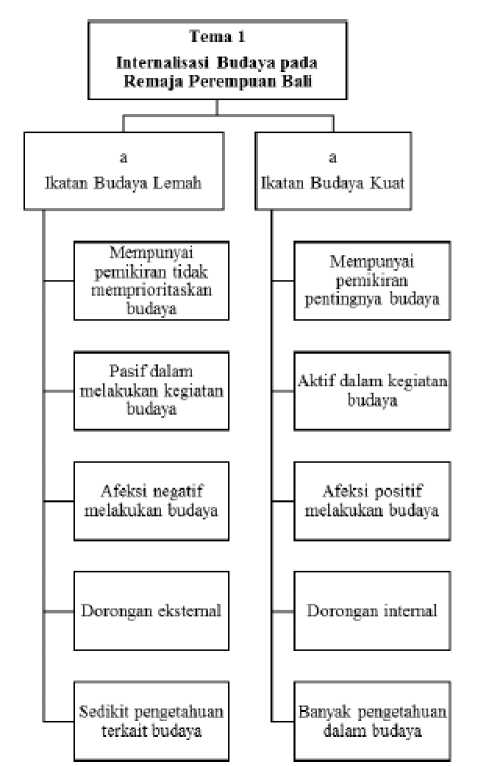 Tema 1
Internalisasi Budaya pada
Remaja Perempuan Bali
a
Ikatan Budaya Lemah
a
Ikatan Budaya Kuat
Mempunyai
pemikiran tidak
memprioritaskan
budaya
Pasif dalam
melakukan kegiatan
budaya
Afeksi negatif
melakukan budaya
Dorongan eksternal
Sedikit pengetahuan
terkait budaya
Mempunyai
pemikiran
pentingnya budaya
Aktif dalam kegiatan
budaya
Afeksi positif
melakukan budaya
Dorongan internal
Banyak pengetahuan
dalam budaya